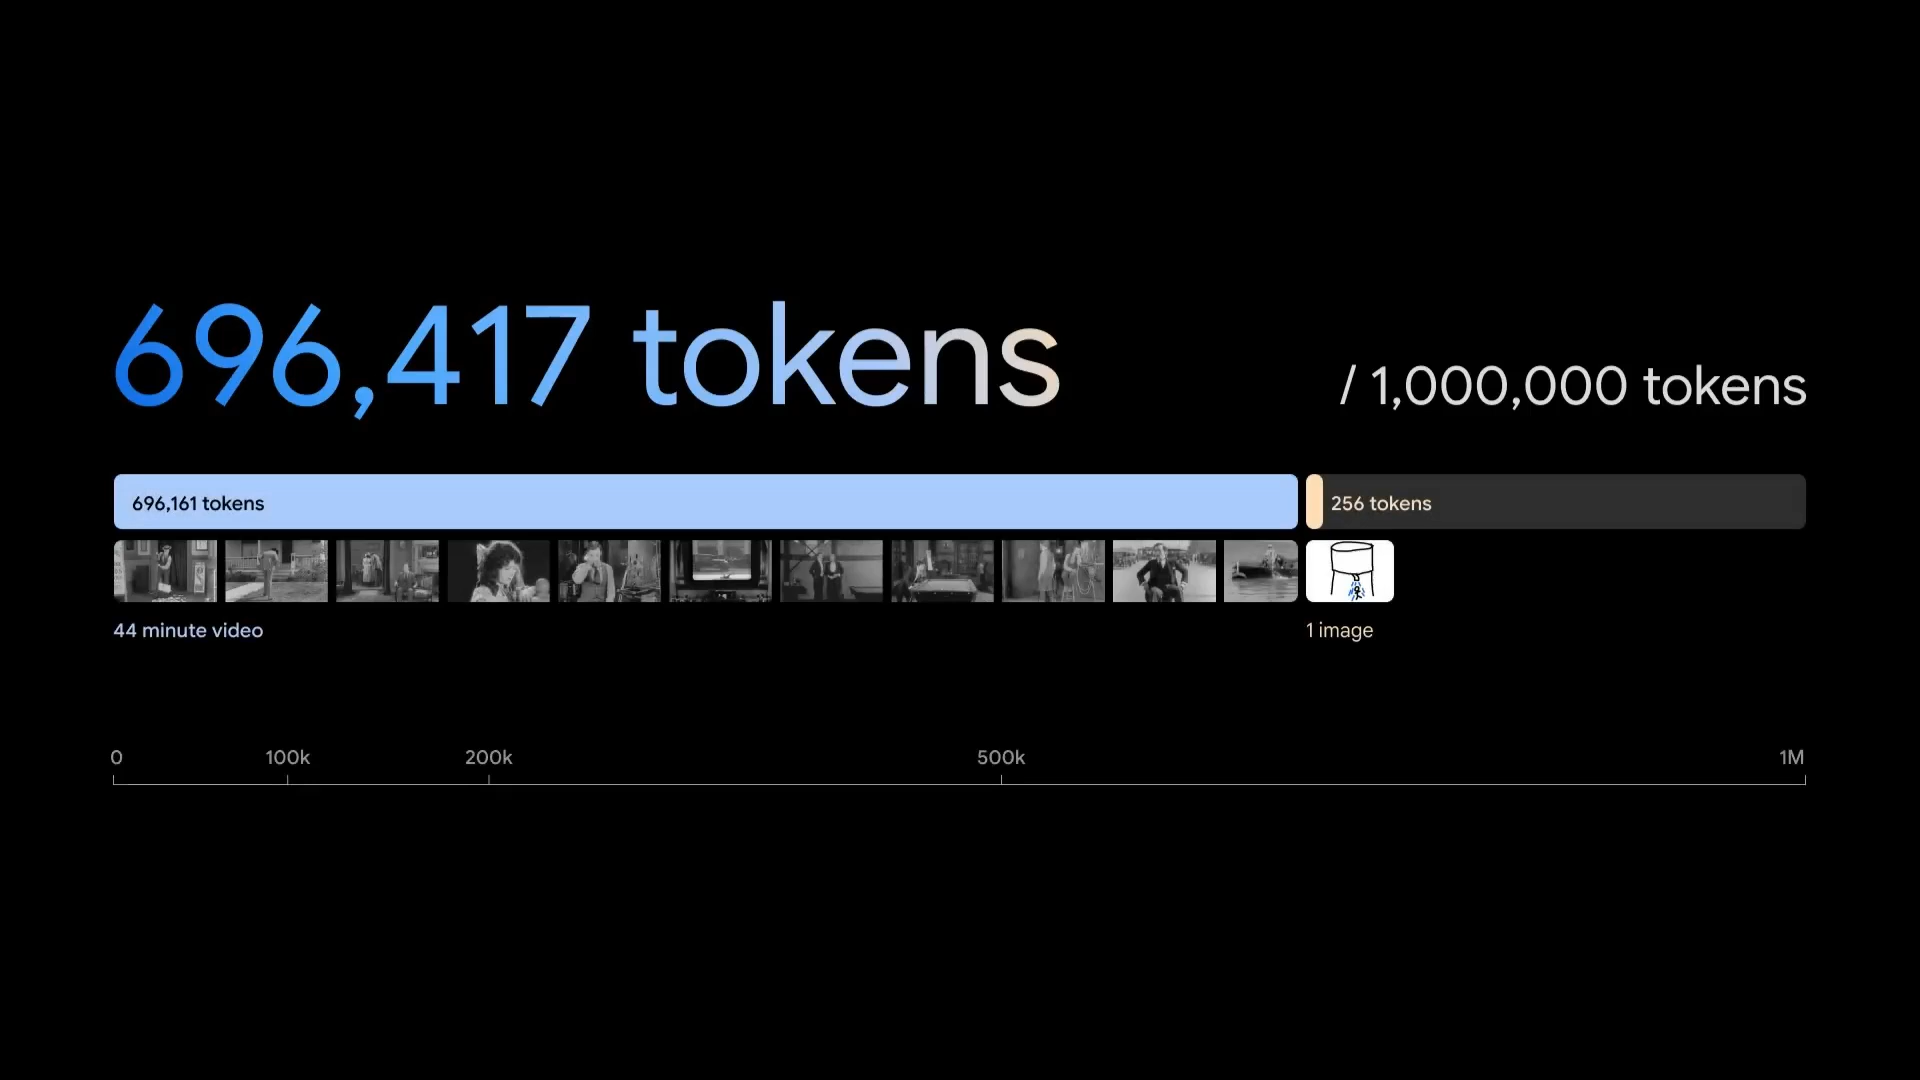 696,417 tokens
/ 1,000,000 tokens
696,161 tokens
256 tokens
44 minute video
1 image
0
100k
200k
500k
1M